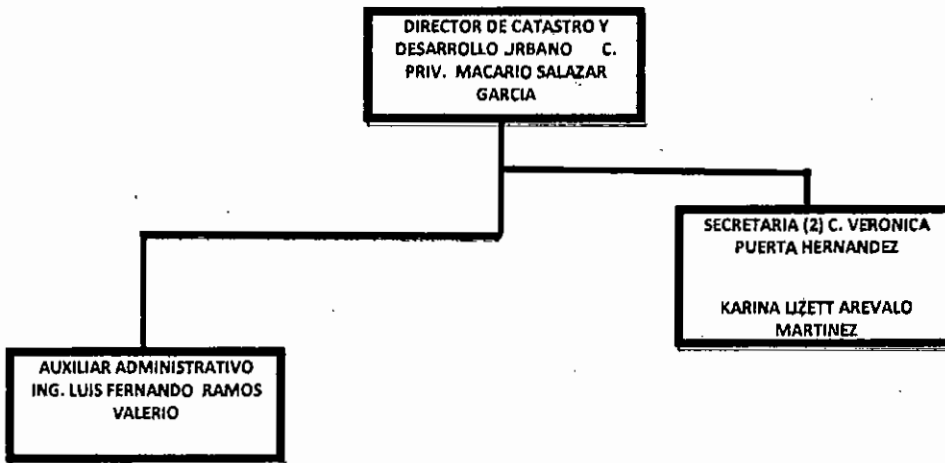 DIRECTOR DE CATASTRO Y
DESARROLLO URBANO C.
PRIV. MACARIO SALAZAR
GARCIA
SECRETARIA (2) C. VERONICA
PUERTA HERNANDEZ
KARINA LIZETT AREVALO
MARTINEZ
AUXILIAR ADMINISTRATIVO
ING. LUIS FERNANDO RAMOS
VALERIO